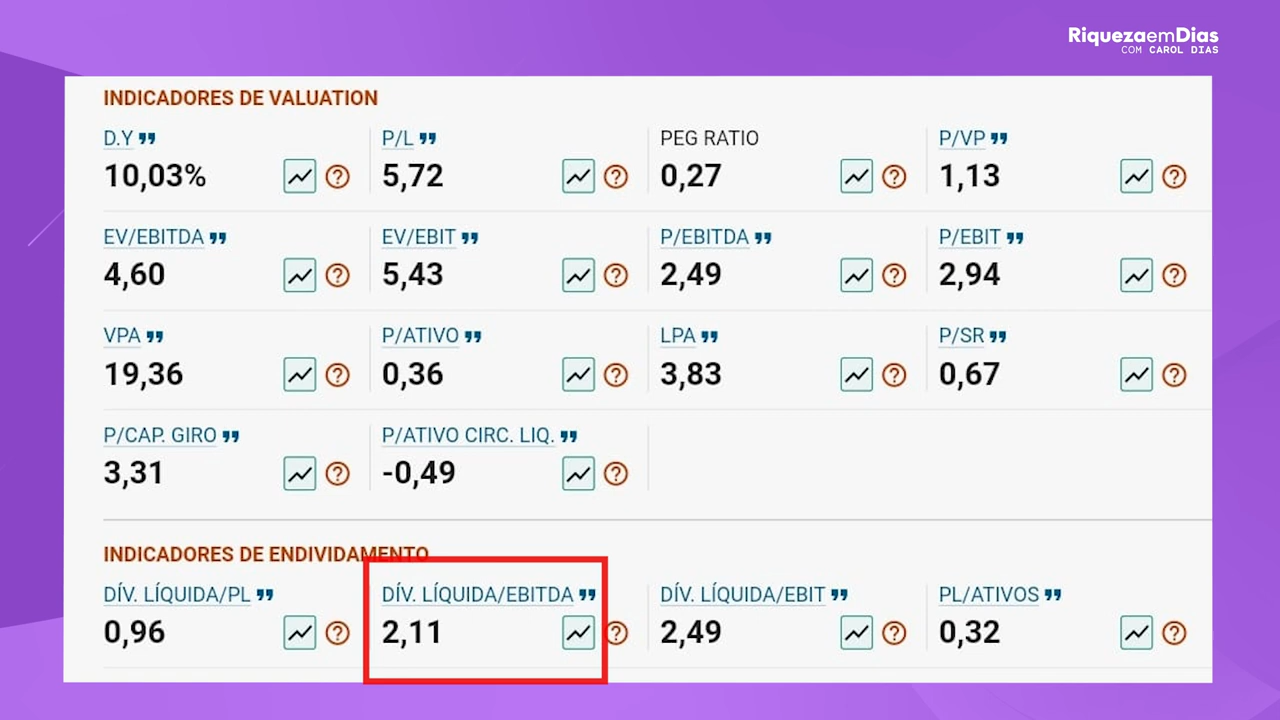 RiquezaemDias
COM CAROL DIAS
INDICADORES DE VALUATION
D.Y P/L PEG RATIO P/VP
10,03% 5,72 0,27 1,13
EV/EBITDA EV/EBIT P/EBITDA P/EBIT
4,60 5,43 2,49 2,94
VPA P/ATIVO LPA P/SR
19,36 0,36 3,83 0,67
P/CAP. GIRO P/ATIVO CIRC. LIQ.
3,31 -0,49
INDICADORES DE ENDIVIDAMENTO
DÍV. LÍQUIDA/PL DÍV. LÍQUIDA/EBITDA DÍV. LÍQUIDA/EBIT PL/ATIVOS
0,96 2,11 2,49 0,32